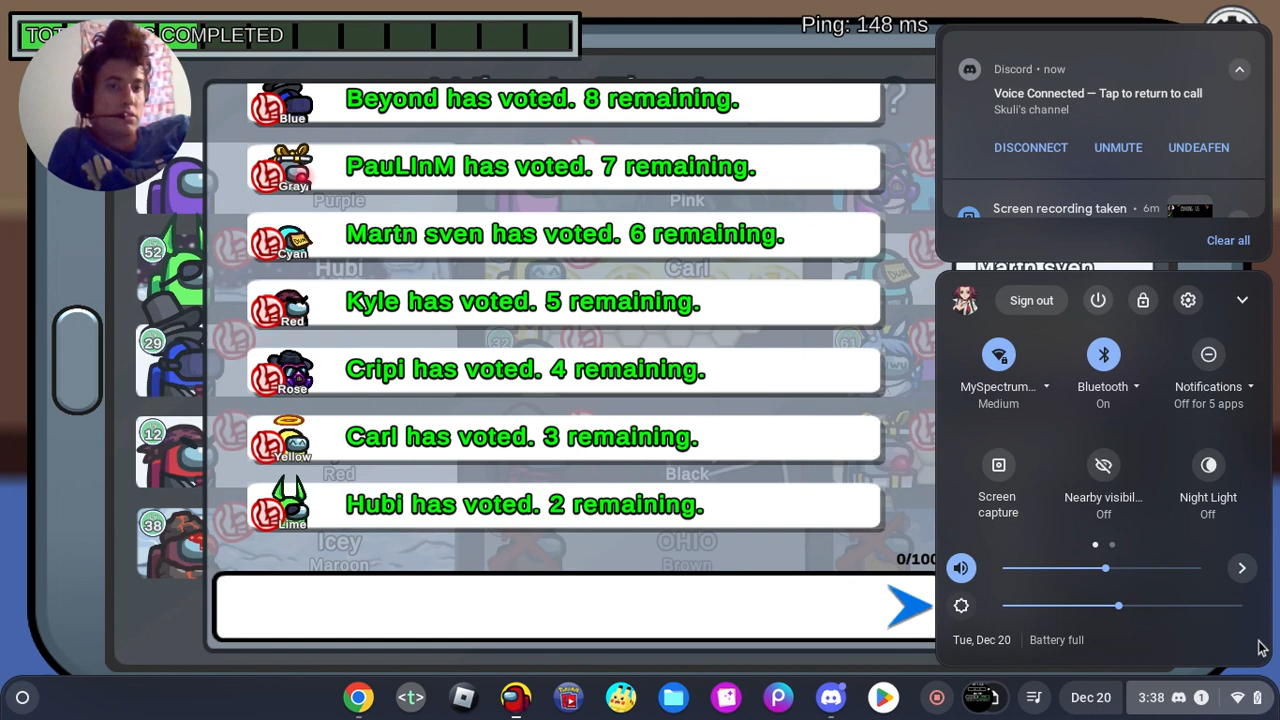 TOT COMPLETED
Ping: 148 ms
Beyond has voted. 8 remaining.
Blue
?
PauLInM has voted. 7 remaining.
Gray
Purple
Pink
Martn sven has voted. 6 remaining.
Cyan
52
Hubi
Carl
Kyle has voted. 5 remaining.
Red
29
32
61
Cripi has voted. 4 remaining.
Rose
Carl has voted. 3 remaining.
Yellow
12
Red
Black
Hubi has voted. 2 remaining.
Lime
38
Icey
OHIO
Maroon
Brown
0/100
Discord • now
Voice Connected — Tap to return to call
Skuli's channel
DISCONNECT UNMUTE UNDEAFEN
Screen recording taken • 6m
Clear all
Martn sven
Sign out
MySpectrum... Bluetooth Notifications
Medium On Off for 5 apps
Screen capture
Nearby visibil...
Off
Night Light
Off
Tue, Dec 20 Battery full
<t>
Dec 20
3:38
1